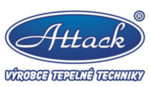 Attack®
VÝROBCE TEPELNÉ TECHNIKY